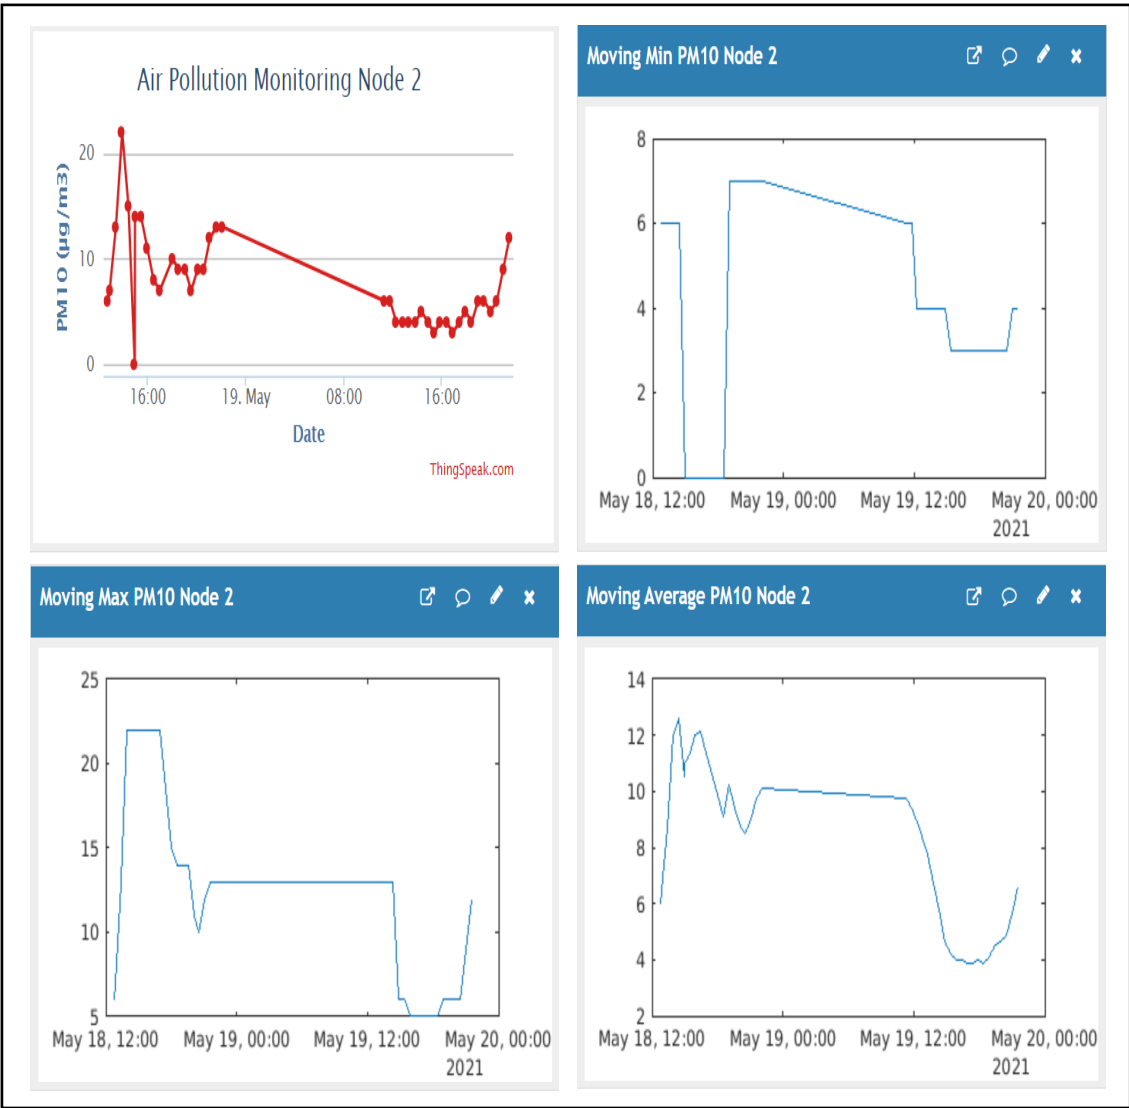 Air Pollution Monitoring Node 2
PM10 (µg/m3)
20
10
0
16:00 19. May 08:00 16:00
Date
ThingSpeak.com
Moving Min PM10 Node 2
8
6
4
2
0
May 18, 12:00 May 19, 00:00 May 19, 12:00 May 20, 00:00
2021
Moving Max PM10 Node 2
25
20
15
10
5
May 18, 12:00 May 19, 00:00 May 19, 12:00 May 20, 00:00
2021
Moving Average PM10 Node 2
14
12
10
8
6
4
2
May 18, 12:00 May 19, 00:00 May 19, 12:00 May 20, 00:00
2021